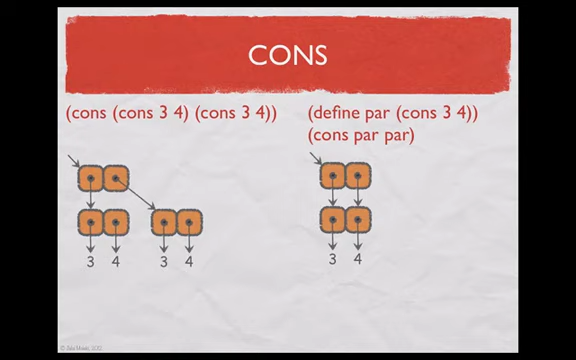 CONS
(cons (cons 3 4) (cons 3 4))
(define par (cons 3 4))
(cons par par)
3 4 3 4
3 4